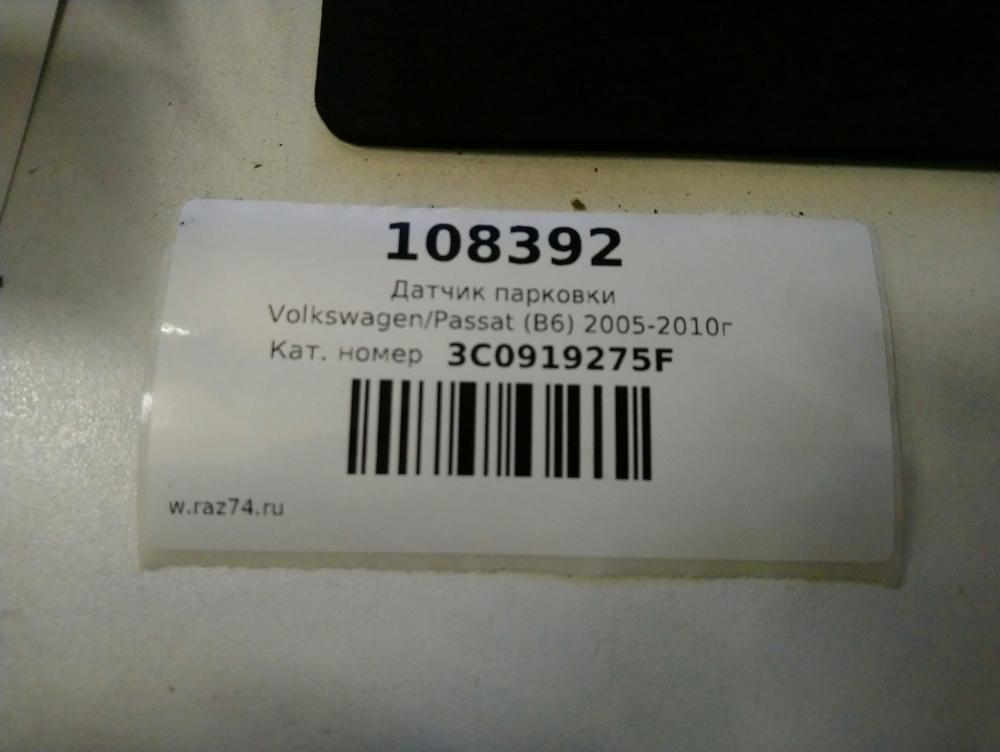 108392
Датчик парковки
Volkswagen/Passat (B6) 2005-2010г
Кат. номер 3C0919275F
w.raz74.ru